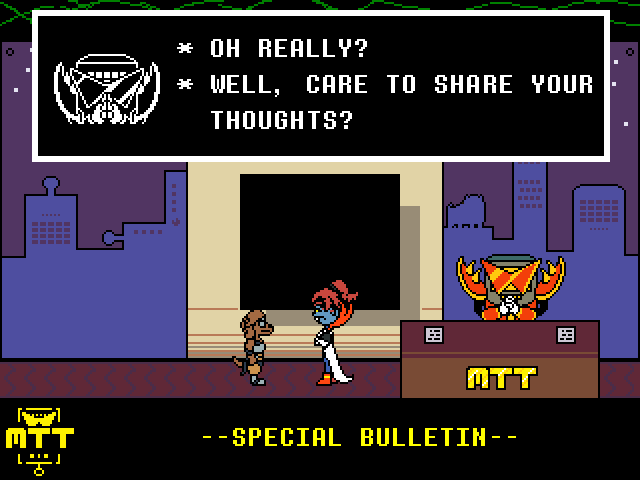 * OH REALLY?
* WELL, CARE TO SHARE YOUR
THOUGHTS?
MTT
MTT
--SPECIAL BULLETIN--